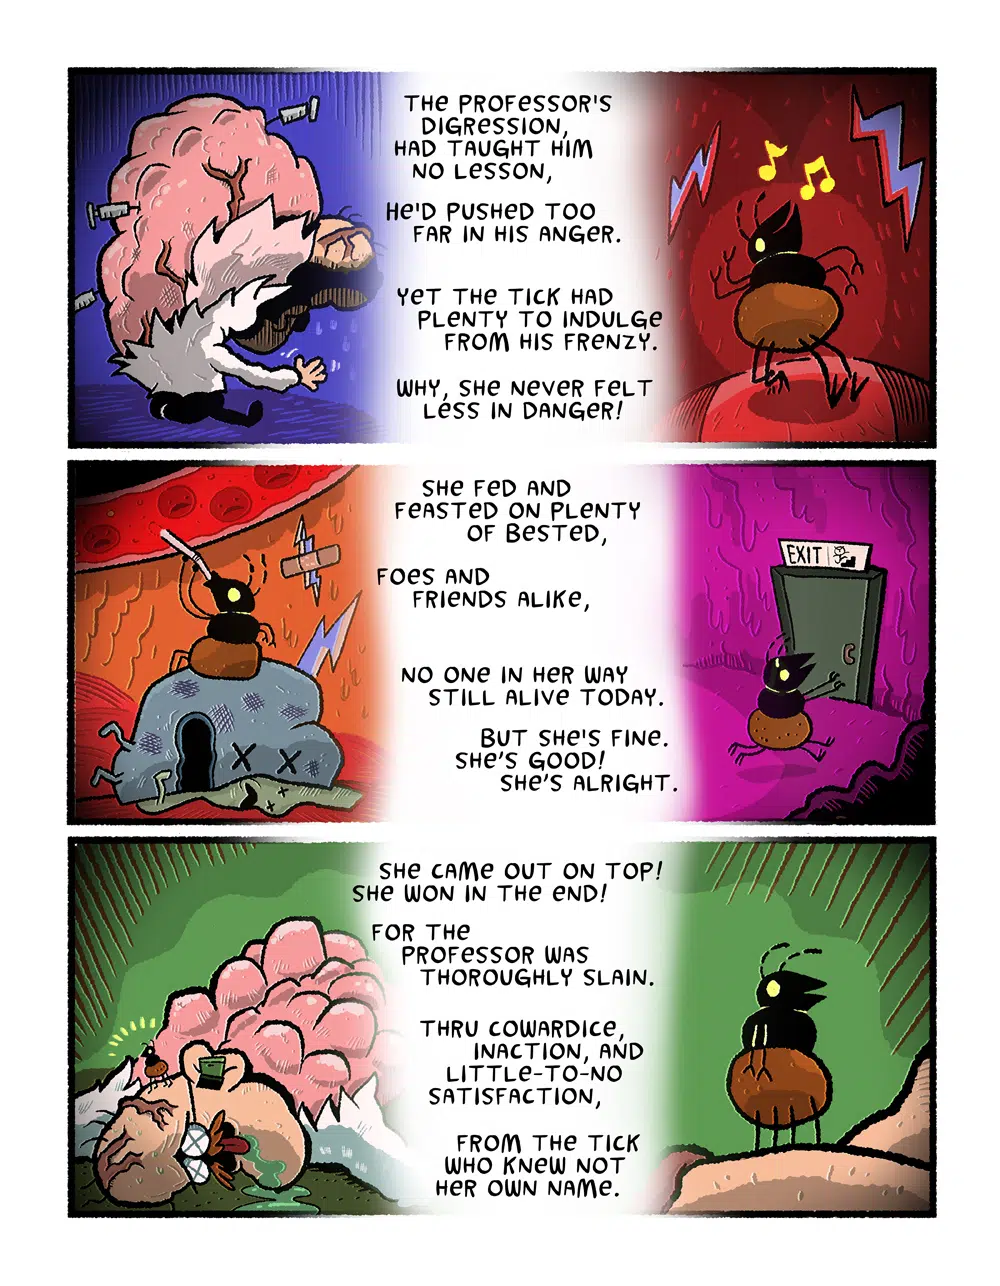 THE PROFESSOR'S
DIGRESSION,
HAD TAUGHT HIM
NO LESSON,
HE'D PUSHED TOO
FAR IN HIS ANGER.
YET THE TICK HAD
PLENTY TO INDULGE
FROM HIS FRENZY.
WHY, SHE NEVER FELT
LESS IN DANGER!
SHE FED AND
FEASTED ON PLENTY
OF BESTED,
FOES AND
FRIENDS ALIKE,
NO ONE IN HER WAY
STILL ALIVE TODAY.
BUT SHE'S FINE.
SHE'S GOOD!
SHE'S ALRIGHT.
EXIT
SHE CAME OUT ON TOP!
SHE WON IN THE END!
FOR THE
PROFESSOR WAS
THOROUGHLY SLAIN.
THRU COWARDICE,
INACTION, AND
LITTLE-TO-NO
SATISFACTION,
FROM THE TICK
WHO KNEW NOT
HER OWN NAME.